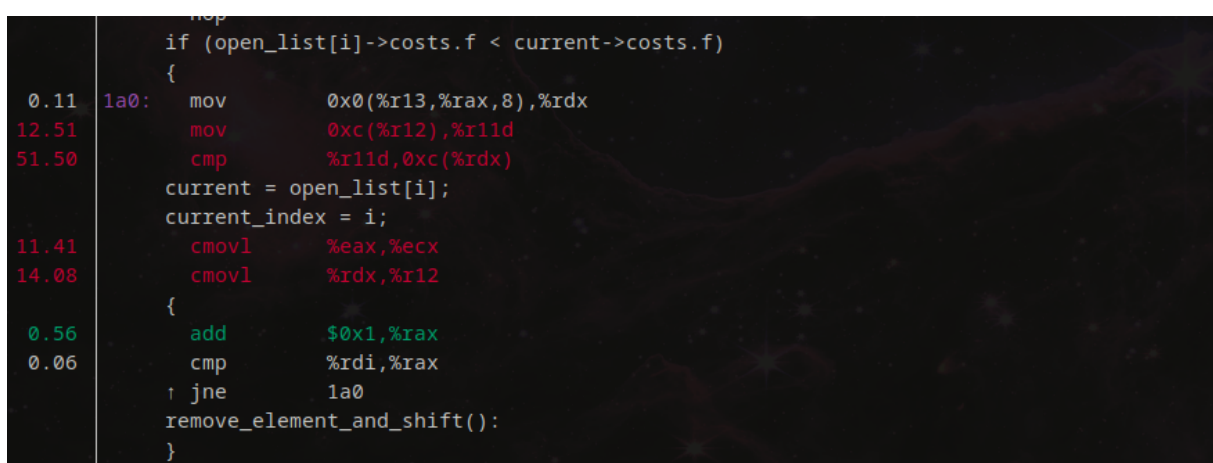 nop
if (open_list[i]->costs.f < current->costs.f)
{
0.11 1a0: mov 0x0(%r13,%rax,8),%rdx
12.51 mov 0xc(%r12),%r11d
51.50 cmp %r11d,0xc(%rdx)
current = open_list[i];
current_index = i;
11.41 cmovl %eax,%ecx
14.08 cmovl %rdx,%r12
{
0.56 add $0x1,%rax
0.06 cmp %rdi,%rax
↑ jne 1a0
remove_element_and_shift():
}